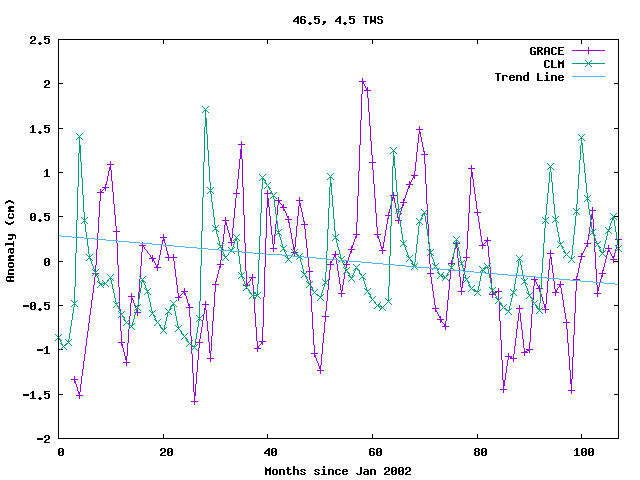 46.5, 4.5 TWS
GRACE
CLM
Trend Line
2.5
2
1.5
1
0.5
0
-0.5
-1
-1.5
-2
Anomaly (cm)
0 20 40 60 80 100
Months since Jan 2002